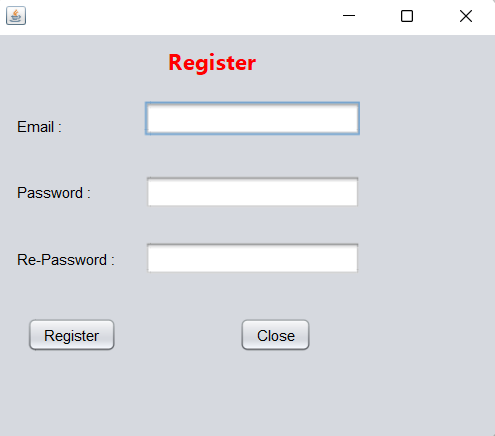 Register
Email :
Password :
Re-Password :
Register Close